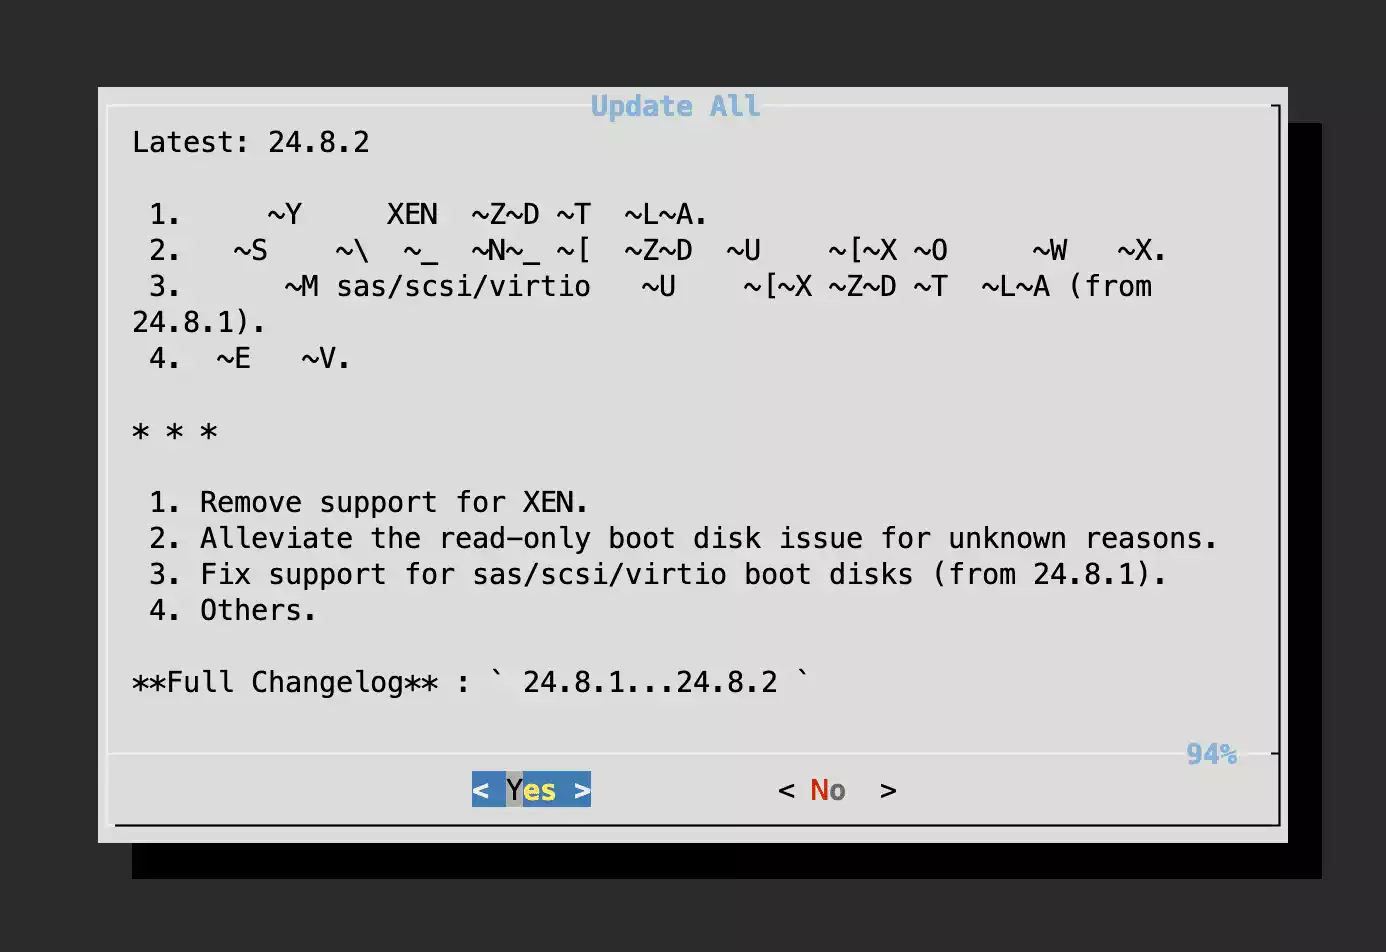 Update All
Latest: 24.8.2
1. ~Y XEN ~Z~D ~T ~L~A.
2. ~S ~\ ~_ ~N~_ ~[ ~Z~D ~U ~[~X ~O ~W ~X.
3. ~M sas/scsi/virtio ~U ~[~X ~Z~D ~T ~L~A (from
24.8.1).
4. ~E ~V.
* * *
1. Remove support for XEN.
2. Alleviate the read-only boot disk issue for unknown reasons.
3. Fix support for sas/scsi/virtio boot disks (from 24.8.1).
4. Others.
**Full Changelog** : ` 24.8.1...24.8.2 `
94%
< Yes > < No >